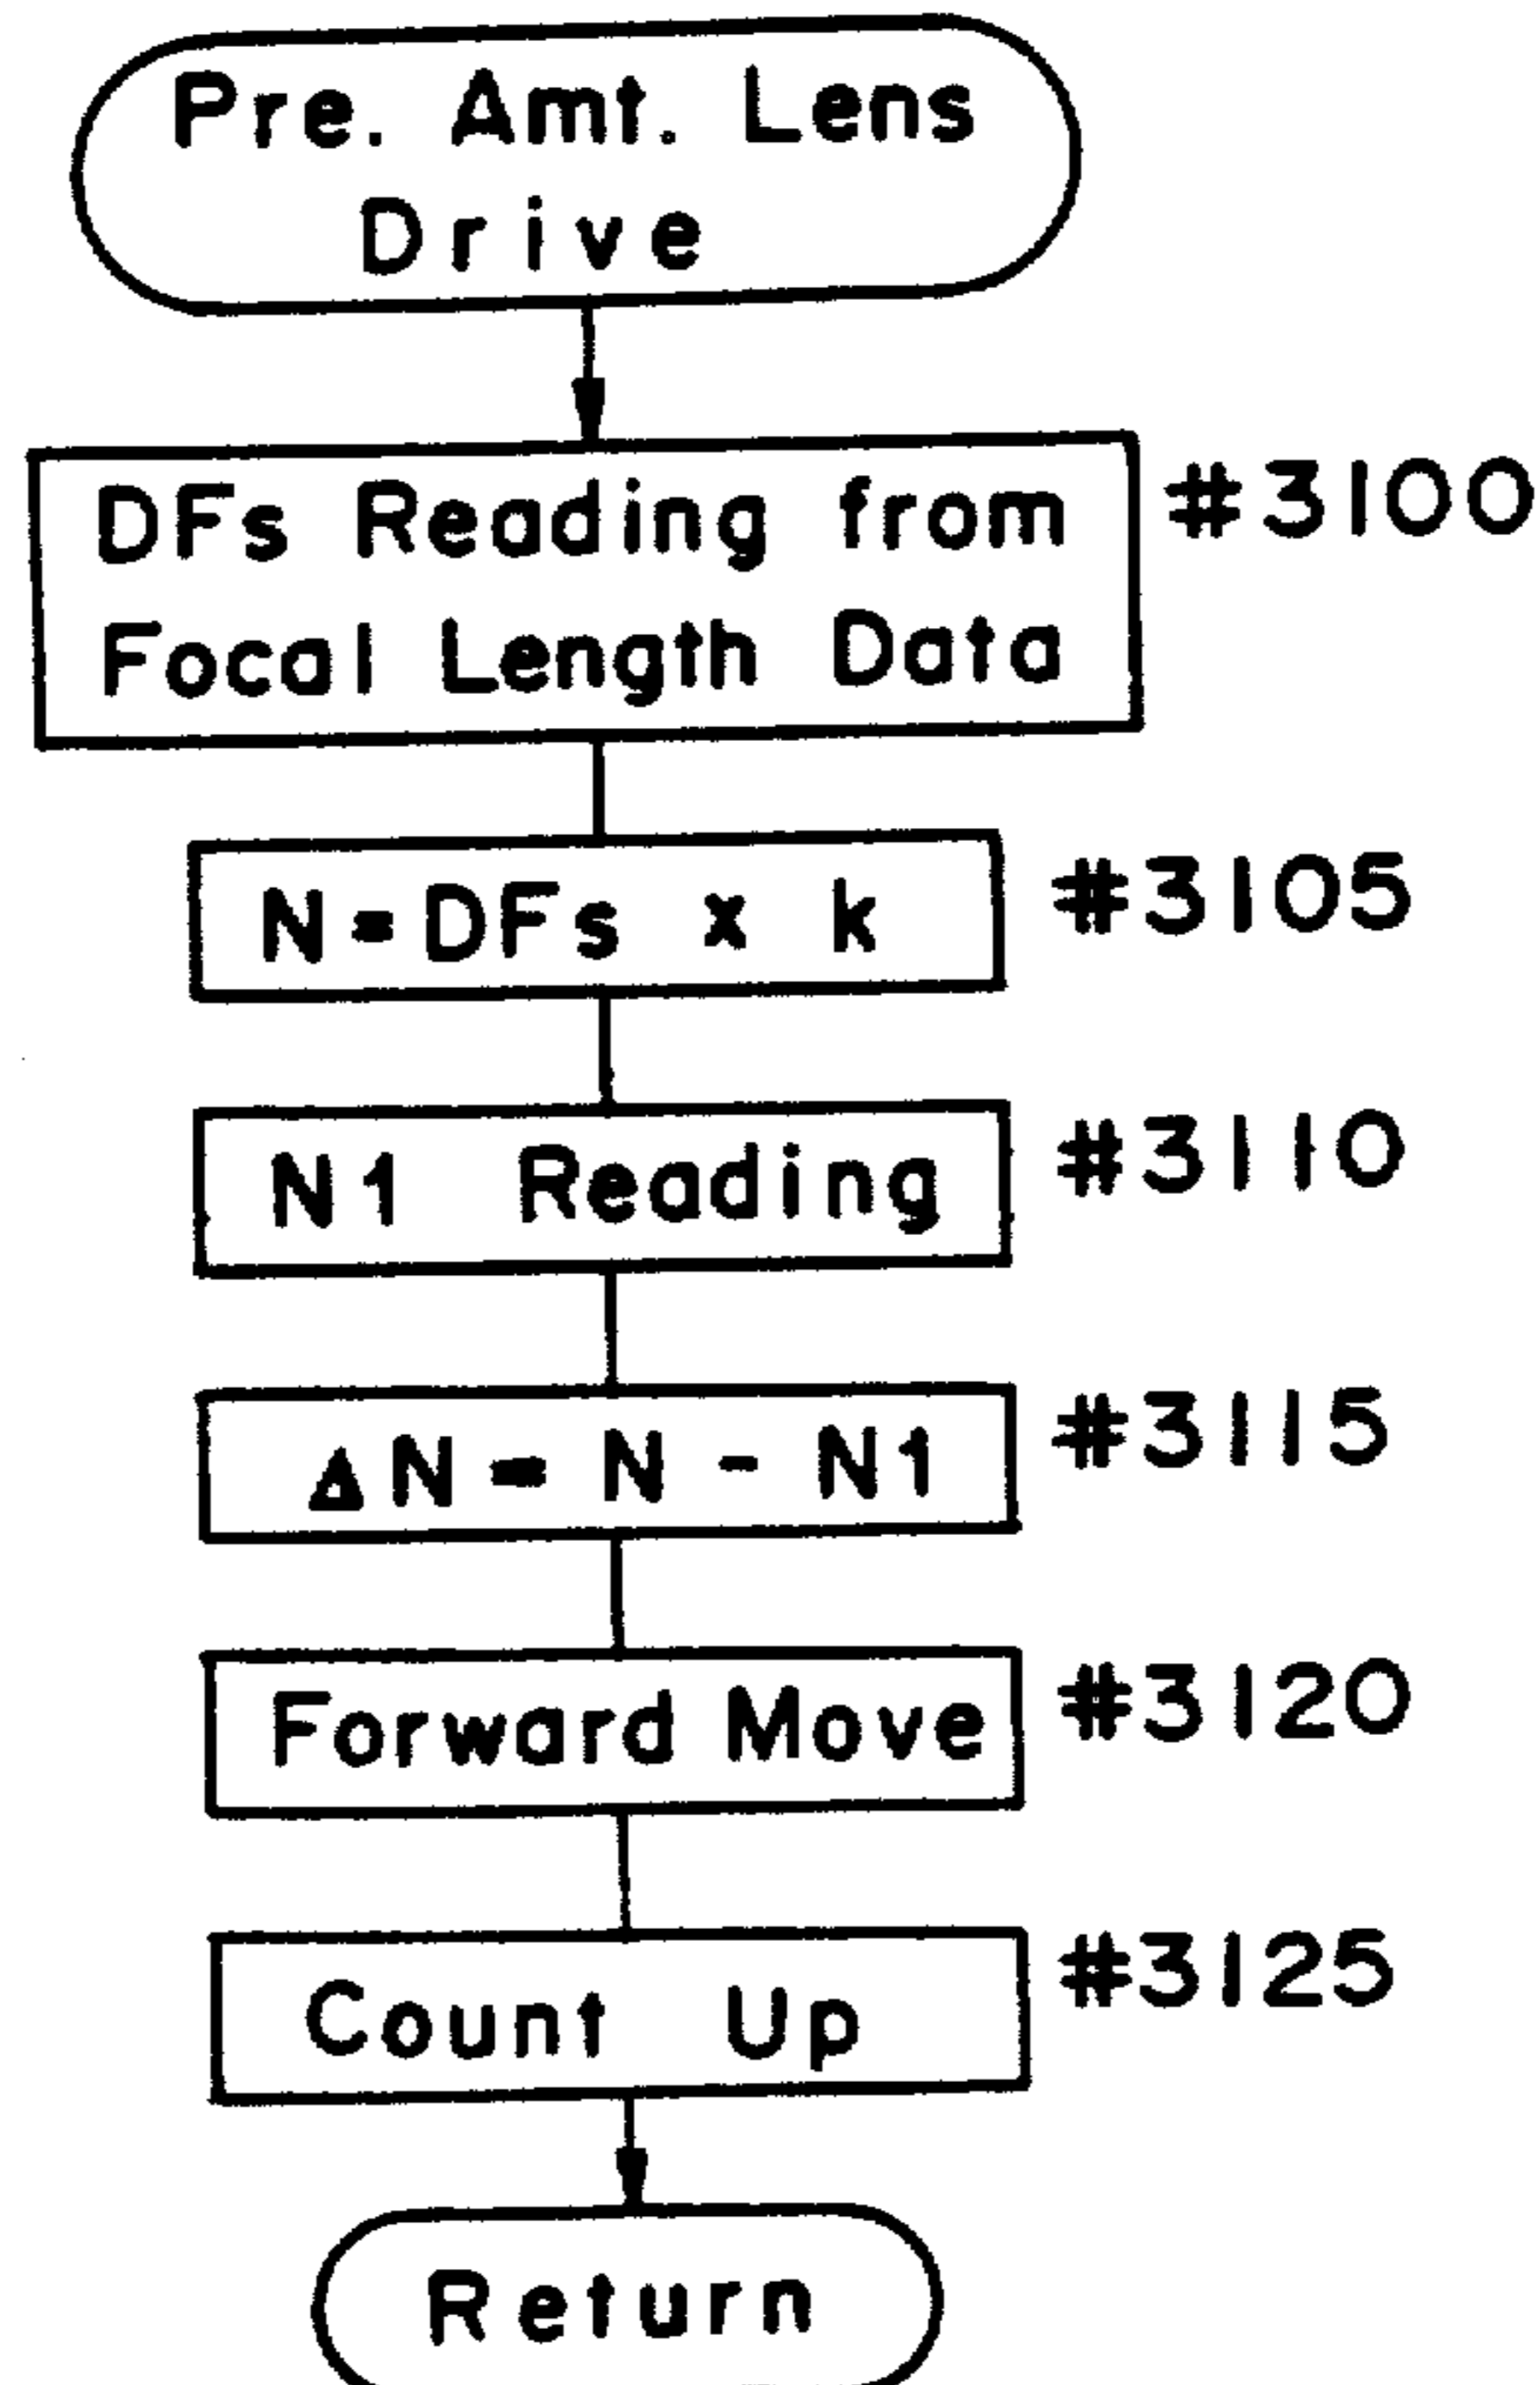 Pre. Amt. Lens
Drive
DFs Reading from #3100
Focal Length Data
N=DFs x k #3105
N1 Reading #3110
ΔN = N - N1 #3115
Forward Move #3120
Count Up #3125
Return